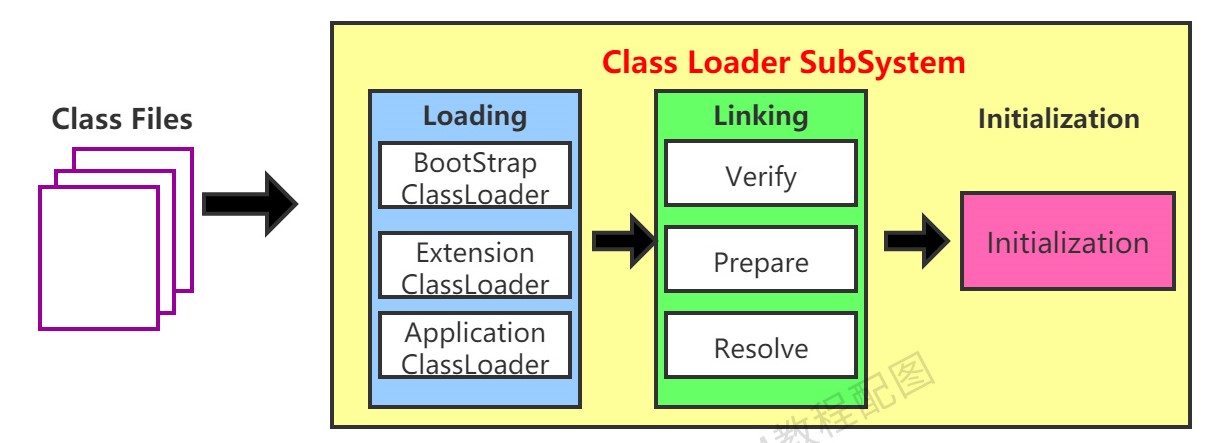 Class Loader SubSystem
Class Files
Loading
BootStrap
ClassLoader
Extension
ClassLoader
Application
ClassLoader
Linking
Verify
Prepare
Resolve
Initialization
Initialization
教程配图